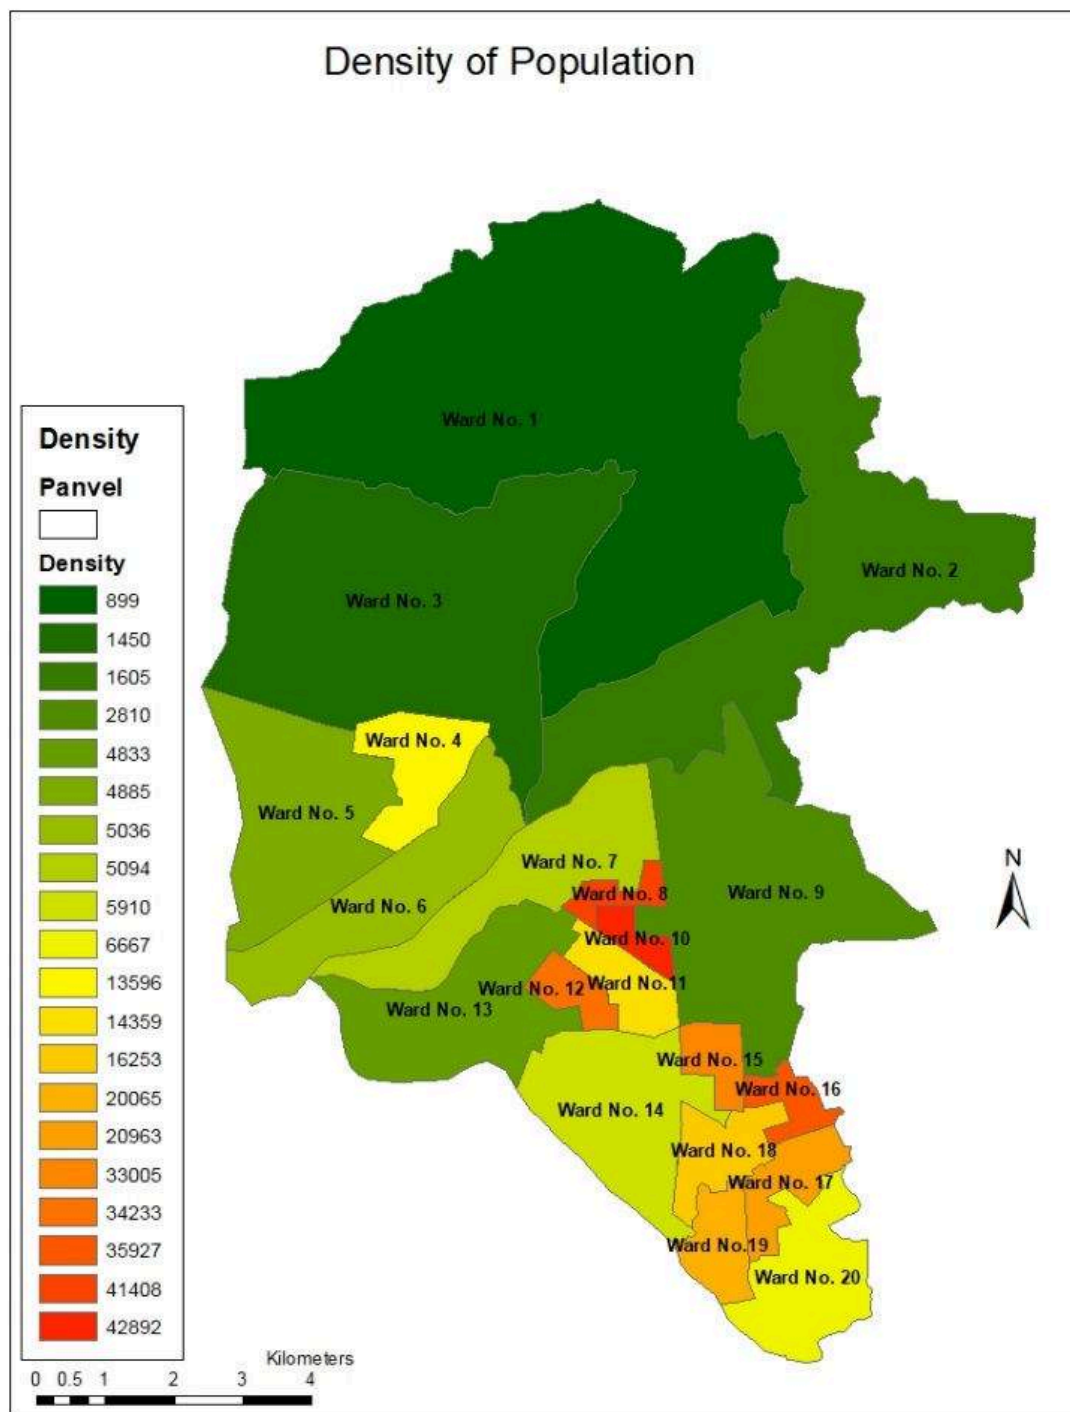 Density of Population
Ward No. 1
Ward No. 2
Ward No. 3
Ward No. 4
Ward No. 5
Ward No. 6
Ward No. 7
Ward No. 8
Ward No. 9
Ward No. 10
Ward No.11
Ward No. 12
Ward No. 13
Ward No. 14
Ward No. 15
Ward No. 16
Ward No. 18
Ward No. 17
Ward No.19
Ward No. 20
N
Density
Panvel
Density
899
1450
1605
2810
4833
4885
5036
5094
5910
6667
13596
14359
16253
20065
20963
33005
34233
35927
41408
42892
Kilometers
0 0.5 1 2 3 4